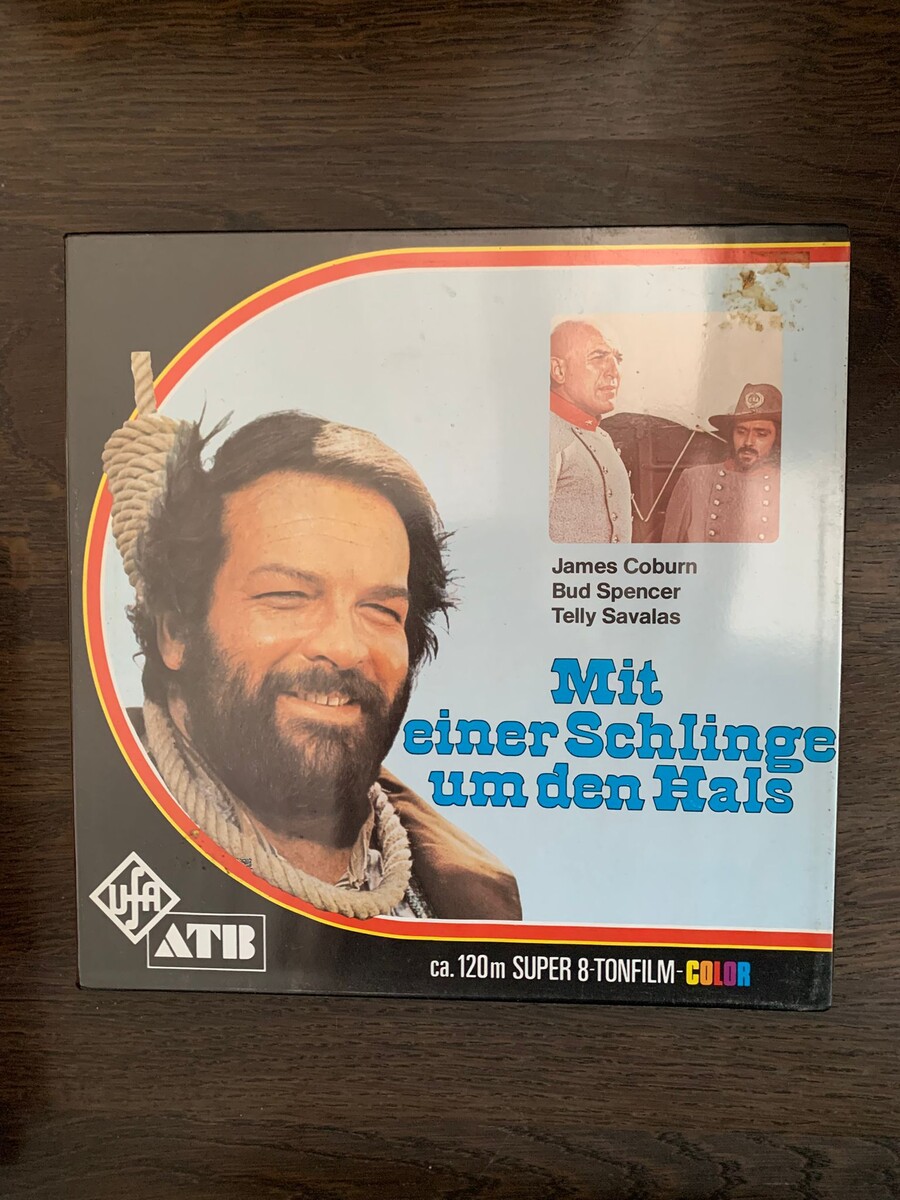 James Coburn
Bud Spencer
Telly Savalas
Mit
einer Schlinge
um den Hals
UFA
ATB
ca. 120m SUPER 8-TONFILM-COLOR